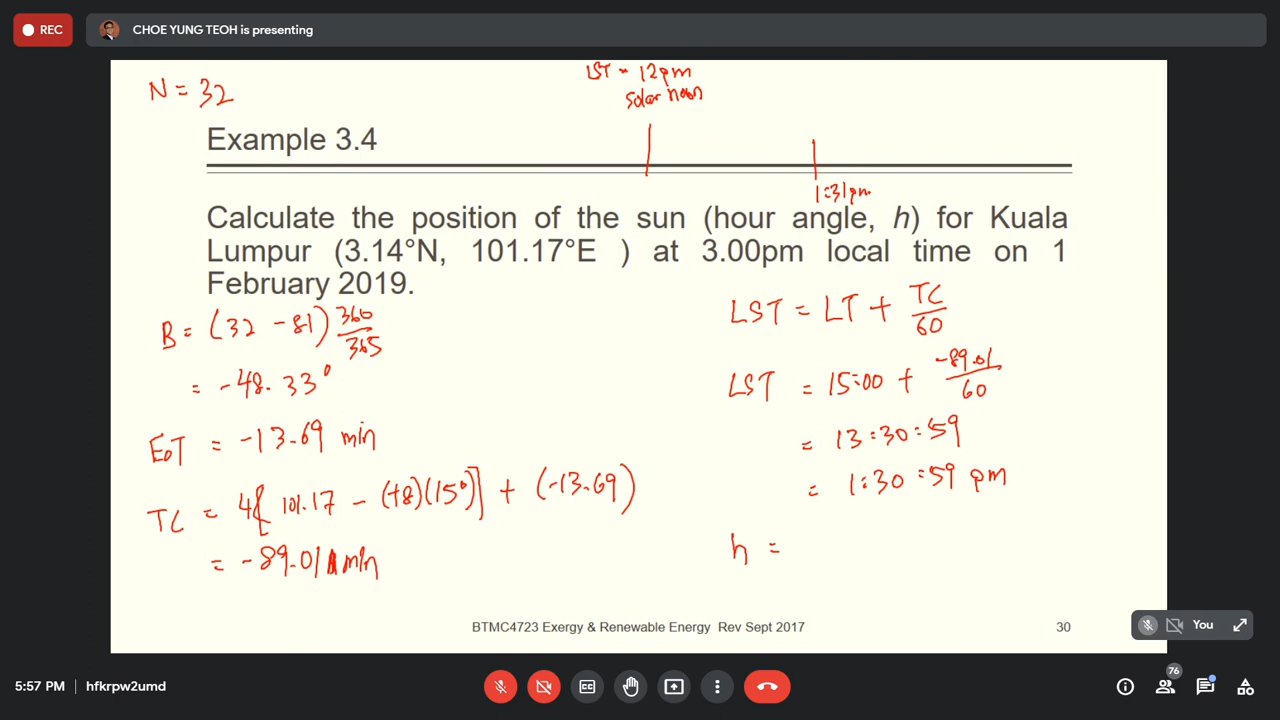 REC
CHOE YUNG TEOH is presenting
N = 32
LST = 12pm
solar noon
Example 3.4
1:31pm
Calculate the position of the sun (hour angle, h) for Kuala
Lumpur (3.14°N, 101.17°E ) at 3.00pm local time on 1
February 2019.
B = (32 - 81) 360/365
= -48.33°
EoT = -13.69 min
TC = 4[101.17 - (+8)(15°)] + (-13.69)
= -89.01 min
LST = LT + TC/60
LST = 15:00 + -89.01/60
= 13:30:59
= 1:30:59 pm
h =
BTMC4723 Exergy & Renewable Energy Rev Sept 2017
30
You
5:57 PM
hfkrpw2umd
76